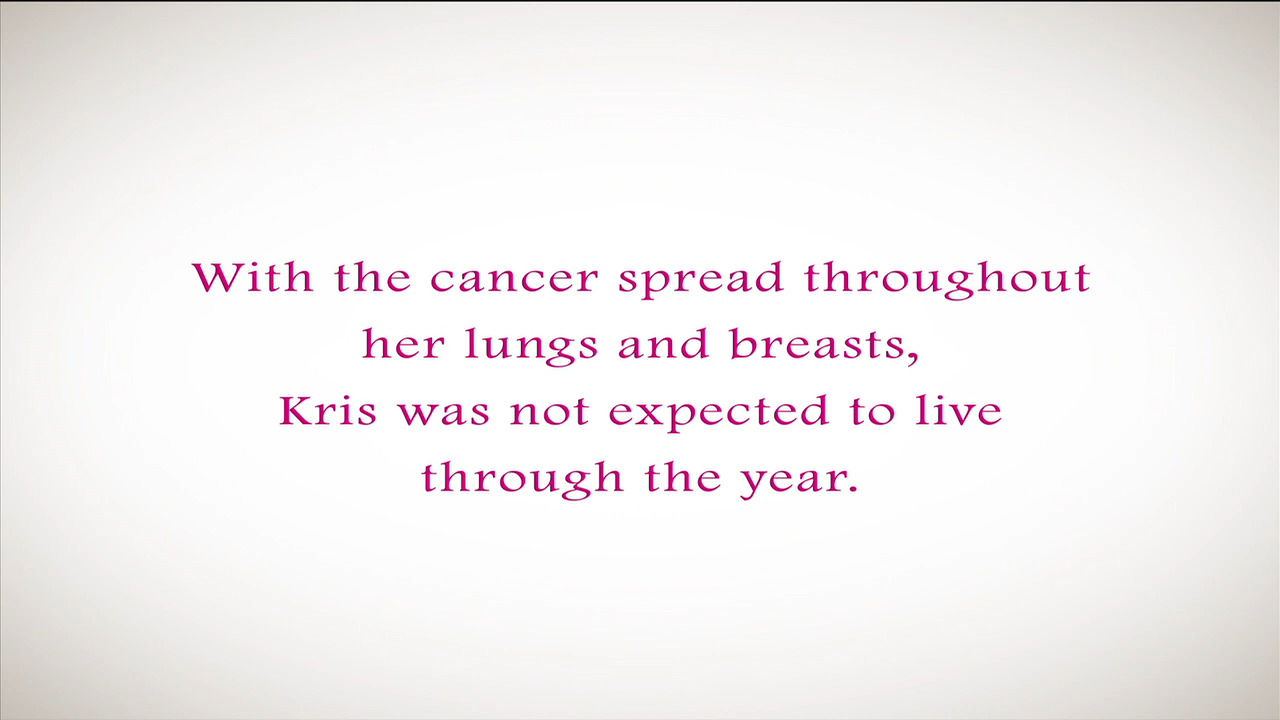 With the cancer spread throughout
her lungs and breasts,
Kris was not expected to live
through the year.